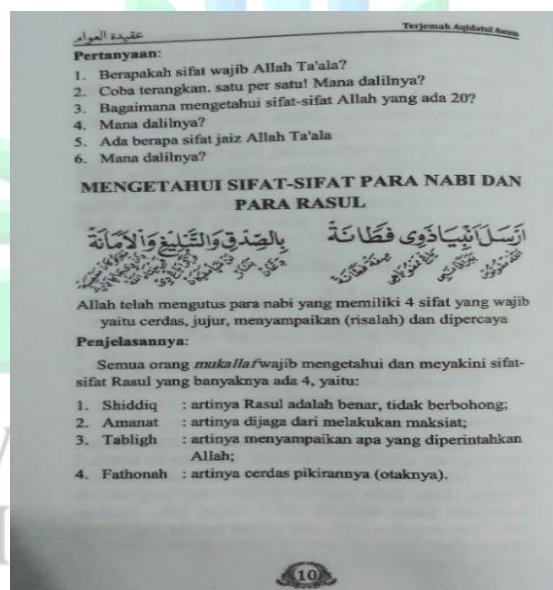 عقيدة العوام
Terjemah Aqidatul Awam
Pertanyaan:
1. Berapakah sifat wajib Allah Ta'ala?
2. Coba terangkan. satu per satu! Mana dalilnya?
3. Bagaimana mengetahui sifat-sifat Allah yang ada 20?
4. Mana dalilnya?
5. Ada berapa sifat jaiz Allah Ta'ala
6. Mana dalilnya?
MENGETAHUI SIFAT-SIFAT PARA NABI DAN
PARA RASUL
اَرْسَلَ اَنْبِيَا ذَوِى فَطَانَةْ بِالصِّدْقِ وَالتَّبْلِيْغِ وَالْاَمَانَةْ
Allah telah mengutus para nabi yang memiliki 4 sifat yang wajib
yaitu cerdas, jujur, menyampaikan (risalah) dan dipercaya
Penjelasannya:
Semua orang mukallaf wajib mengetahui dan meyakini sifat-
sifat Rasul yang banyaknya ada 4, yaitu:
1. Shiddiq : artinya Rasul adalah benar, tidak berbohong;
2. Amanat : artinya dijaga dari melakukan maksiat;
3. Tabligh : artinya menyampaikan apa yang diperintahkan
Allah;
4. Fathonah : artinya cerdas pikirannya (otaknya).
10